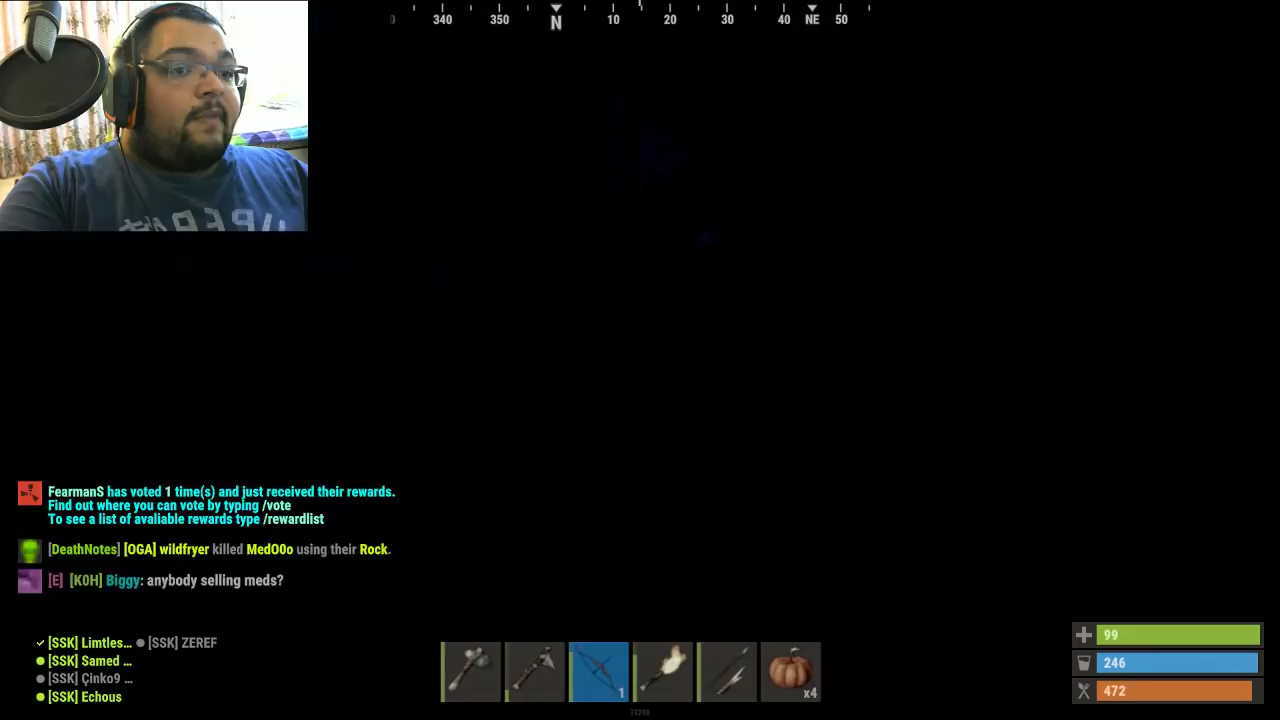 340 350 N 10 20 30 40 NE 50
FearmanS has voted 1 time(s) and just received their rewards.
Find out where you can vote by typing /vote
To see a list of avaliable rewards type /rewardlist
[DeathNotes] [OGA] wildfryer killed MedO0o using their Rock.
[E] [K0H] Biggy: anybody selling meds?
[SSK] Limtles... [SSK] ZEREF
[SSK] Samed ...
[SSK] Çinko9 ...
[SSK] Echous
1
x4
99
246
472